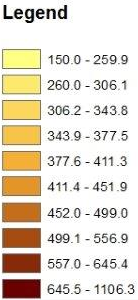 Legend
150.0 - 259.9
260.0 - 306.1
306.2 - 343.8
343.9 - 377.5
377.6 - 411.3
411.4 - 451.9
452.0 - 499.0
499.1 - 556.9
557.0 - 645.4
645.5 - 1106.3